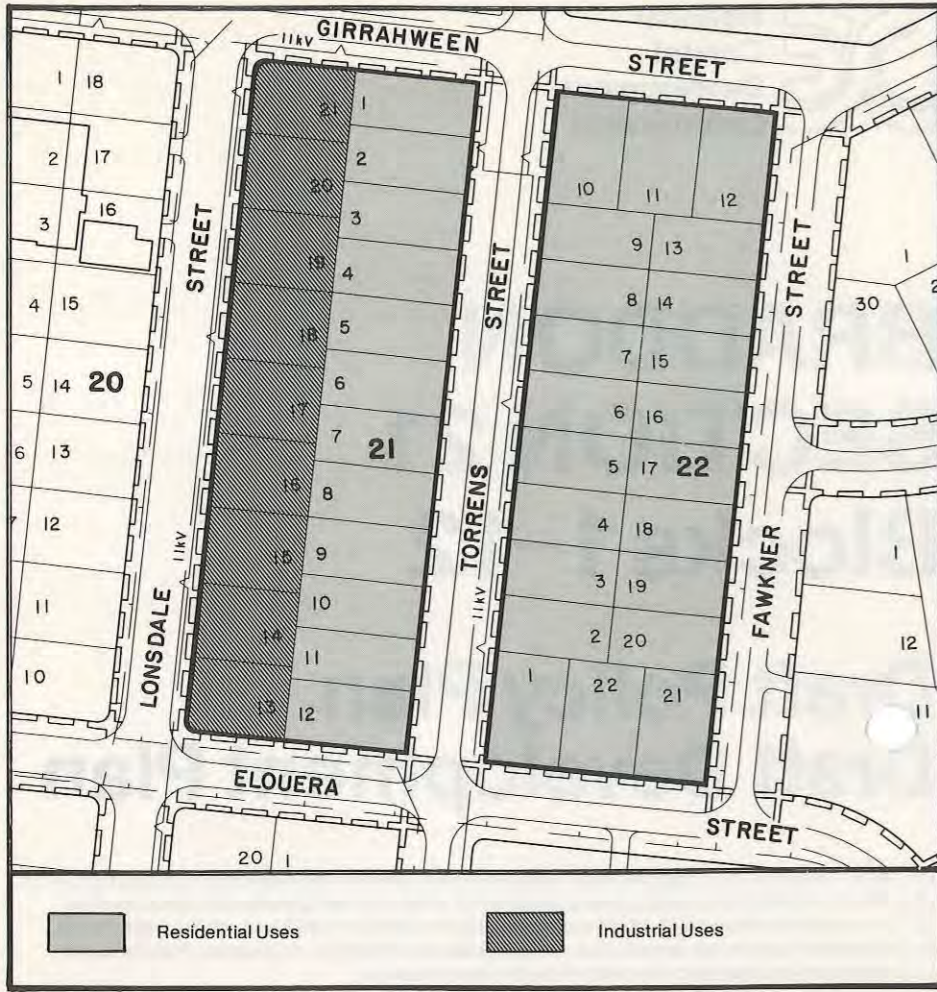 GIRRAHWEEN
STREET
11kV
STREET
STREET
STREET
LONSDALE
11kV
TORRENS
11kV
FAWKNER
ELOUERA
STREET
1 18
2 17
3 16
4 15
5 14 20
6 13
7 12
11
10
21 1
20 2
19 3
18 4
5
17 6
7
16 8
15 9
10
14 11
13 12
21
10 11 12
9 13
8 14
7 15
6 16
5 17 22
4 18
3 19
2 20
1 22 21
1
30 2
1
12
11
20 1
Residential Uses
Industrial Uses